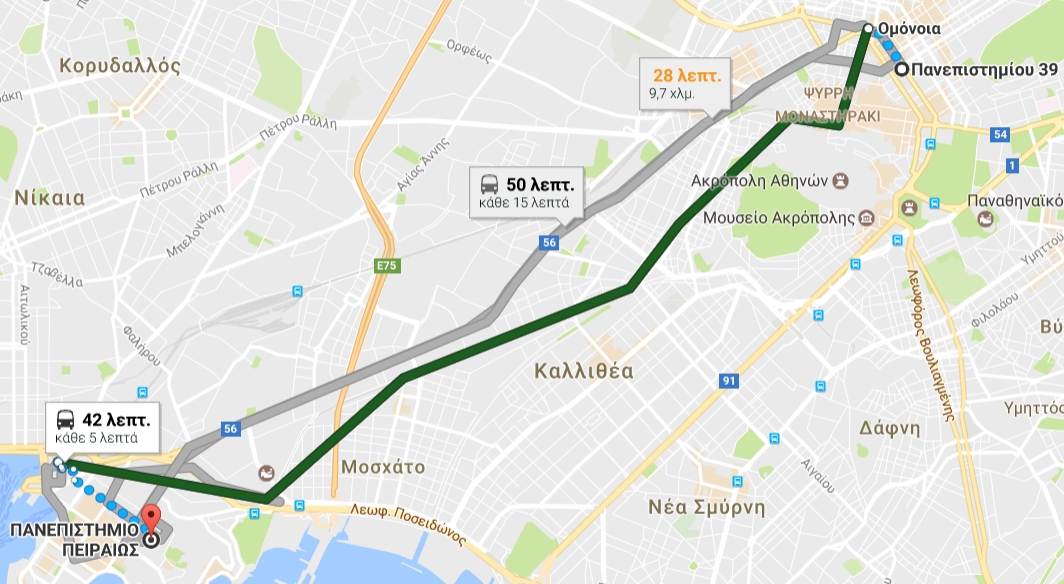 Ομόνοια
Πανεπιστημίου 39
Ορφέως
Κορυδαλλός
28 λεπτ.
9,7 χλμ.
ΨΥΡΡΗ
ΜΟΝΑΣΤΗΡΑΚΙ
Πέτρου Ράλλη
54
1
Αγίας Άννης
50 λεπτ.
κάθε 15 λεπτά
Ακρόπολη Αθηνών
Νίκαια
Πέτρου Ράλλη
Μουσείο Ακρόπολης
Παναθηναϊκό
Μπελογιάννη
56
Υμηττού
E75
Τζαβέλλα
Αιτωλικού
Φαλήρου
Λεωφόρος Βουλιαγμένης
Φιλολάου
Βύ
Καλλιθέα
91
42 λεπτ.
κάθε 5 λεπτά
56
Δάφνη
Υμηττός
Μοσχάτο
Αιγαίου
Νέα Σμύρνη
Λεωφ. Ποσειδώνος
ΠΑΝΕΠΙΣΤΗΜΙΟ
ΠΕΙΡΑΙΩΣ